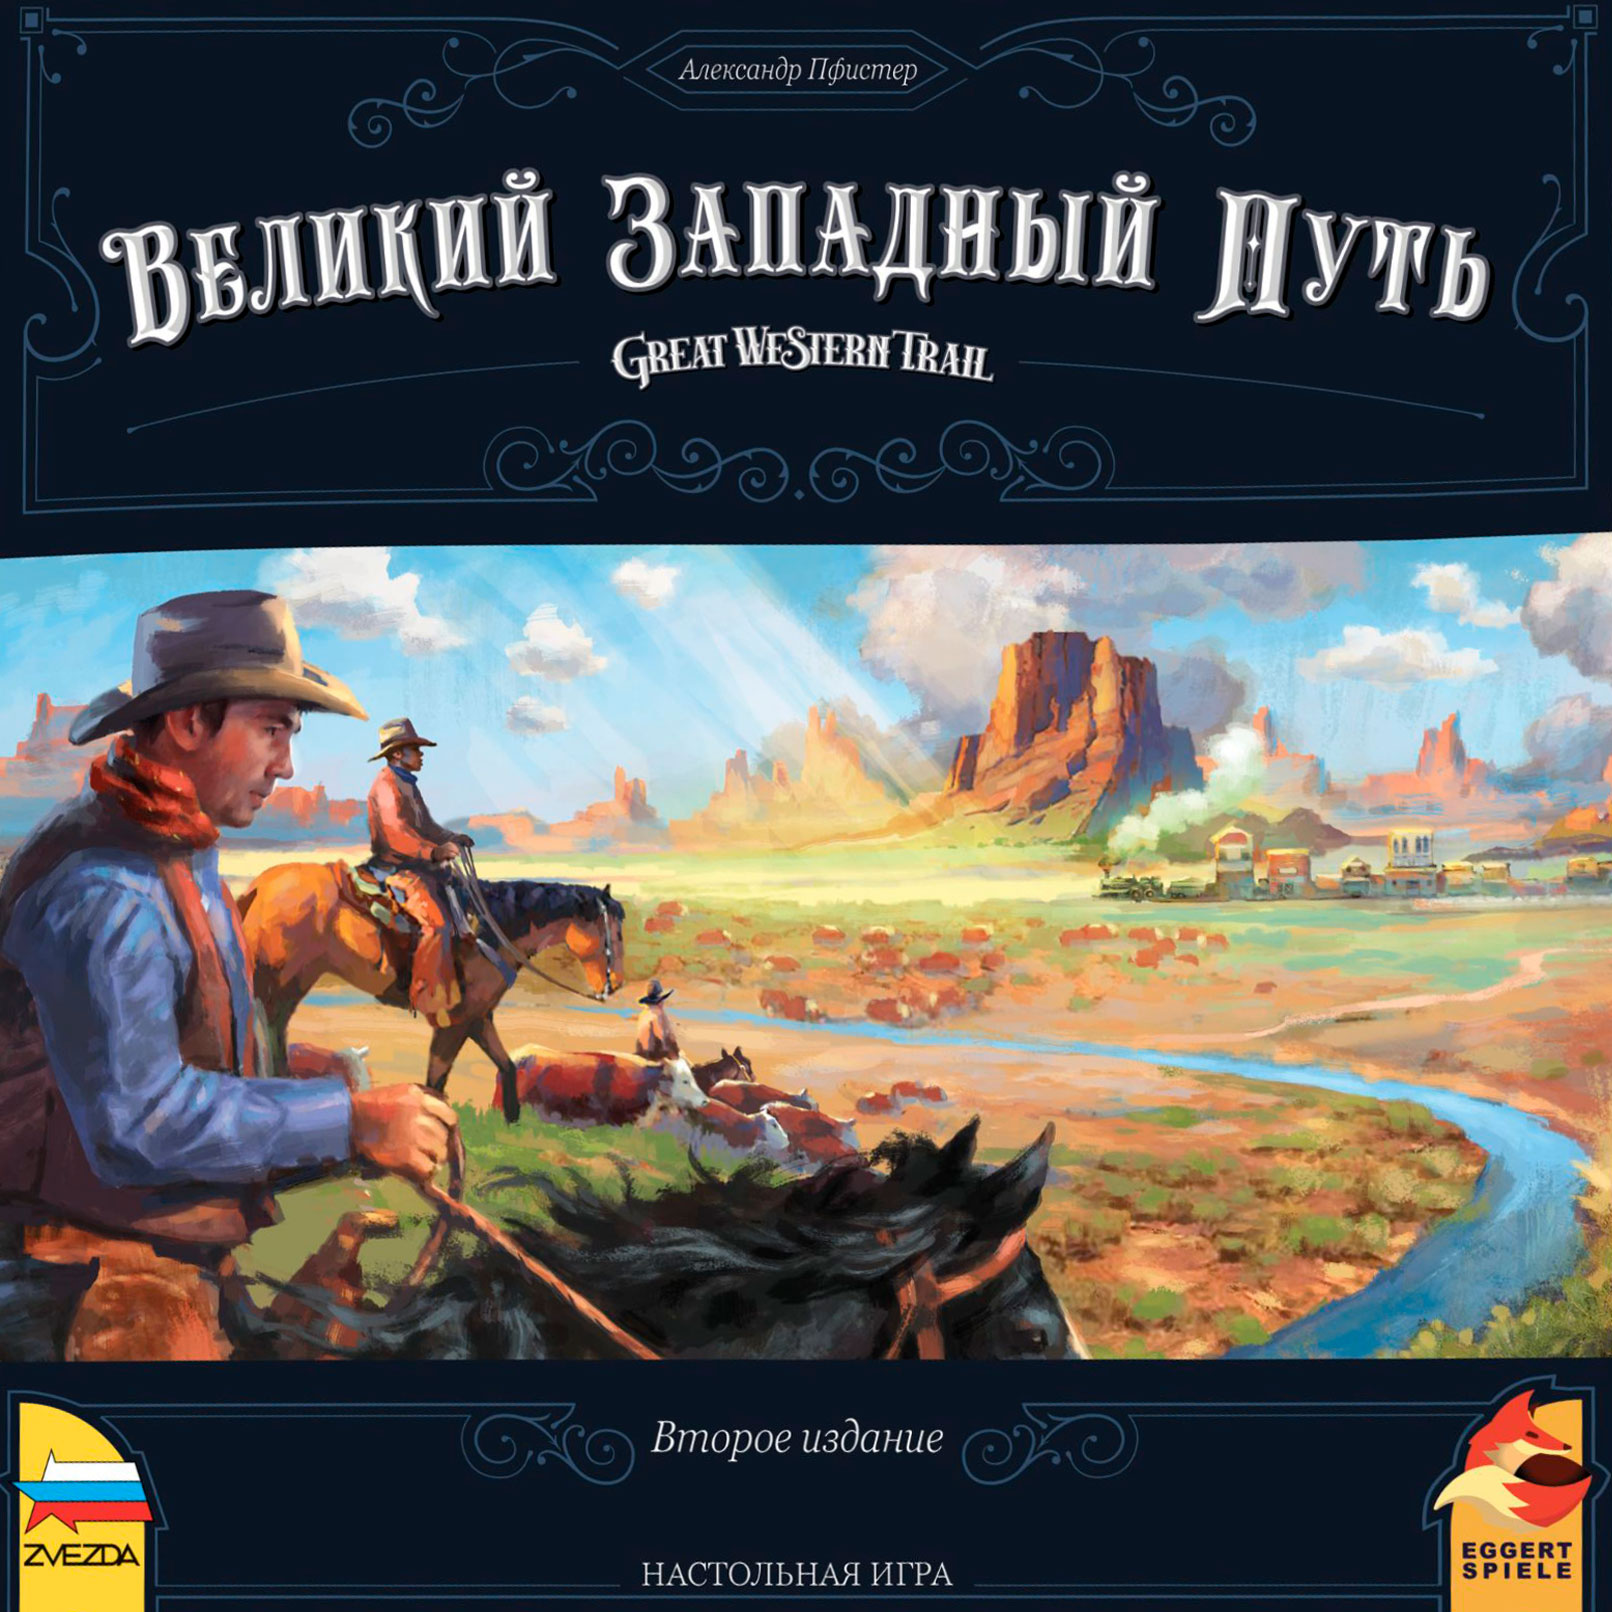 Александр Пфистер
Великий Западный Путь
Great Western Trail
Второе издание
ZVEZDA
НАСТОЛЬНАЯ ИГРА
EGGERT
SPIELE